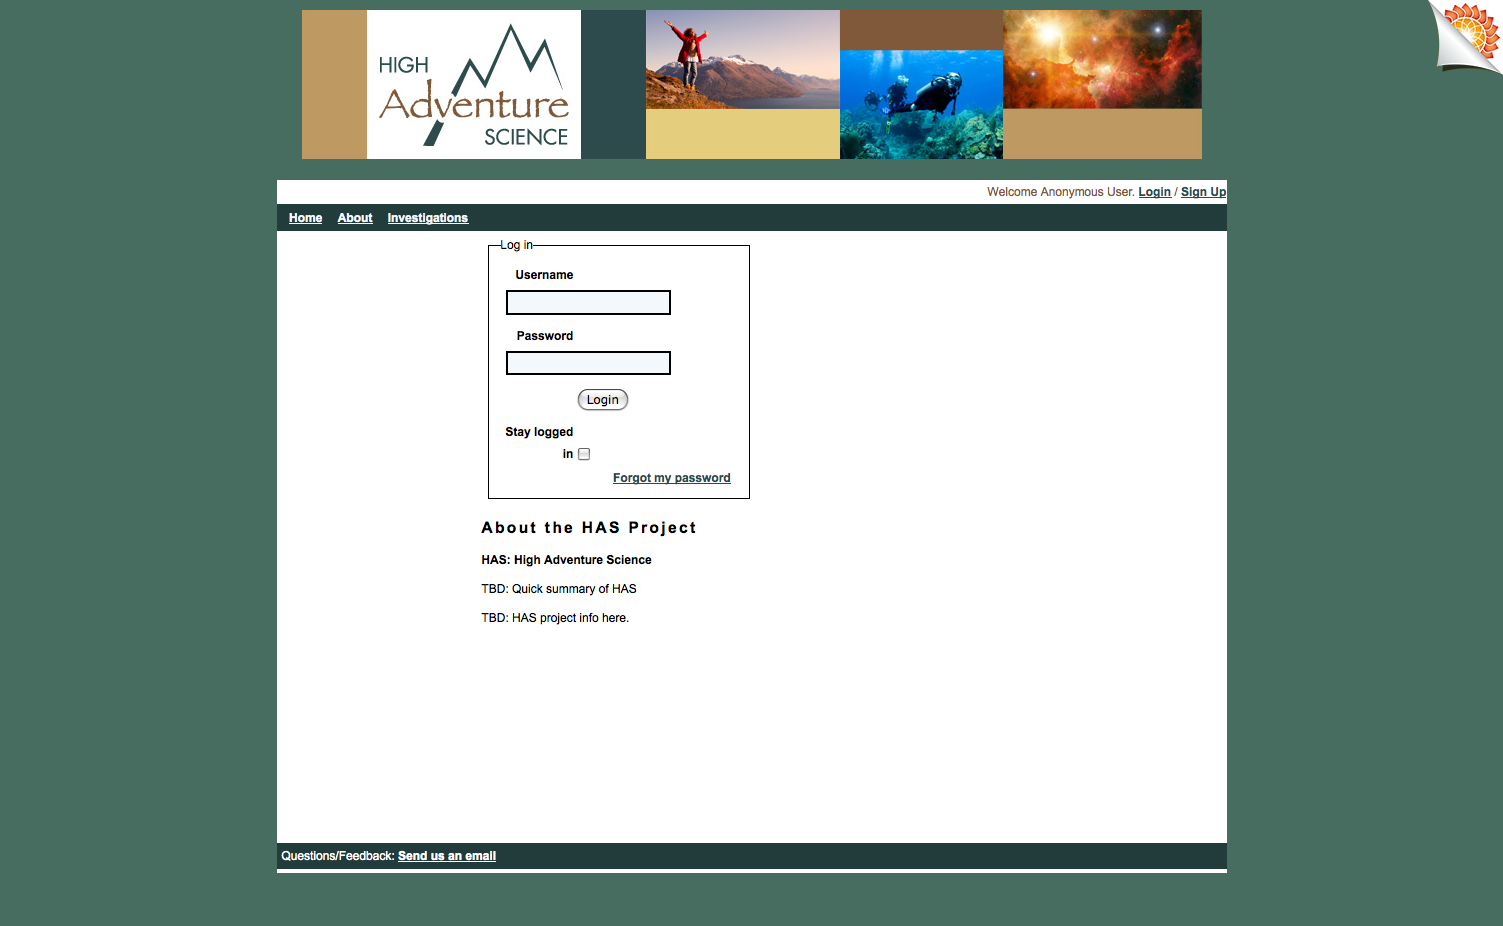 HIGH
Adventure
SCIENCE
Welcome Anonymous User. Login / Sign Up
Home About Investigations
Log in
Username
Password
Login
Stay logged
in
Forgot my password
About the HAS Project
HAS: High Adventure Science
TBD: Quick summary of HAS
TBD: HAS project info here.
Questions/Feedback: Send us an email